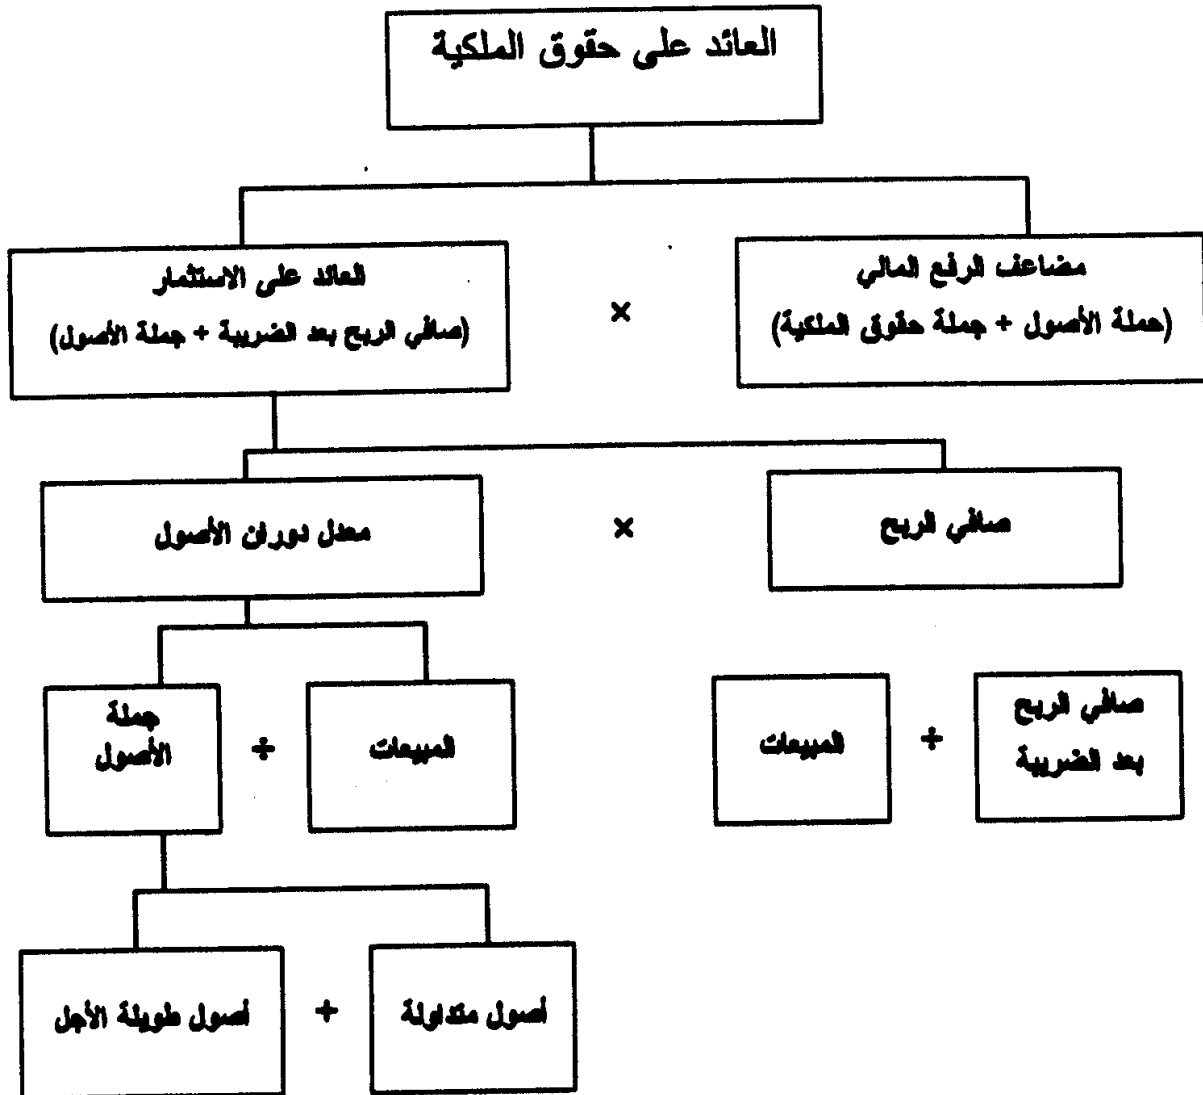 العائد على حقوق الملكية
مضاعف الرفع المالي
(حملة الأصول + جملة حقوق الملكية)
×
العائد على الاستثمار
(صافي الربح بعد الضريبة + جملة الأصول)
صافي الربح
×
معدل دوران الأصول
صافي الربح
بعد الضريبة
÷
المبيعات
المبيعات
÷
جملة
الأصول
أصول متداولة
+
أصول طويلة الأجل